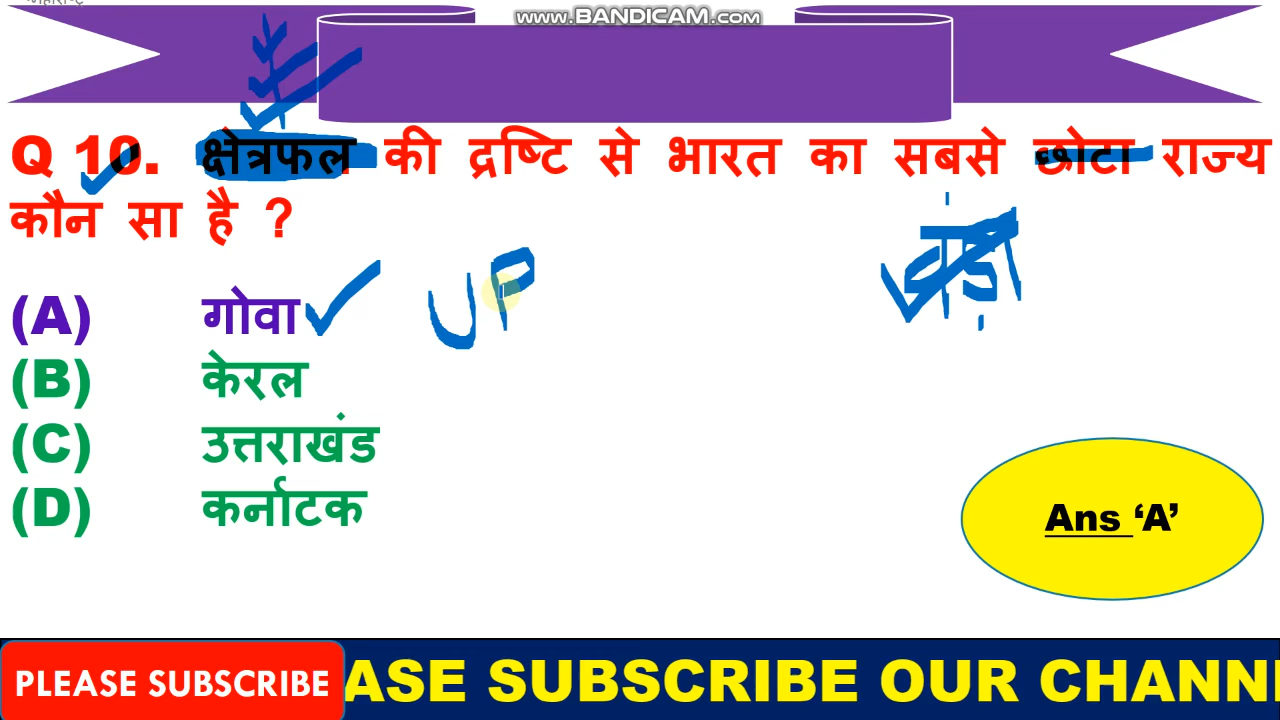 www.BANDICAM.com
Q 10. क्षेत्रफल की द्रष्टि से भारत का सबसे छोटा राज्य
कौन सा है ?
बड़ा
(A) गोवा UP
(B) केरल
(C) उत्तराखंड
(D) कर्नाटक
Ans ‘A’
PLEASE SUBSCRIBE
ASE SUBSCRIBE OUR CHANN